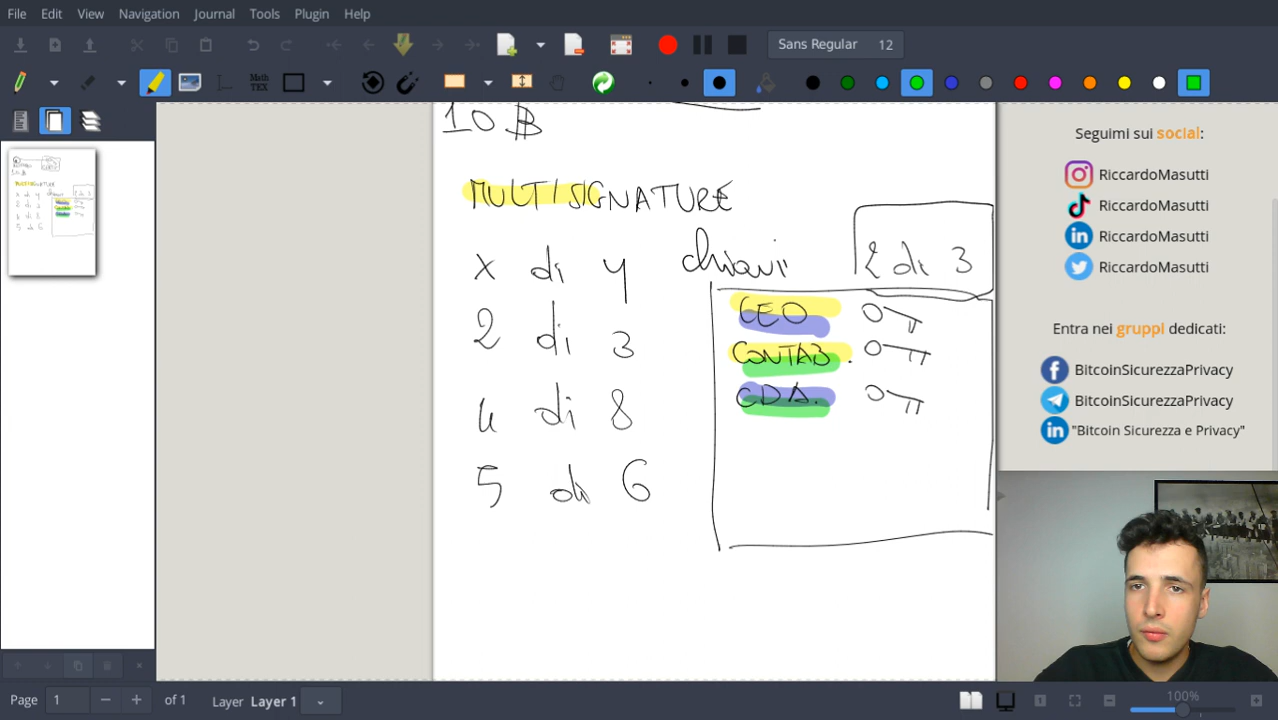 File Edit View Navigation Journal Tools Plugin Help
Sans Regular 12
Math TEX
10 B
MULTISIGNATURE
x di y chiavi 2 di 3
2 di 3
4 di 8
5 di 6
CEO
CONTAB.
CDA.
Seguimi sui social:
RiccardoMasutti
RiccardoMasutti
RiccardoMasutti
RiccardoMasutti
Entra nei gruppi dedicati:
BitcoinSicurezzaPrivacy
BitcoinSicurezzaPrivacy
"Bitcoin Sicurezza e Privacy"
Page 1 of 1 Layer Layer 1 100%